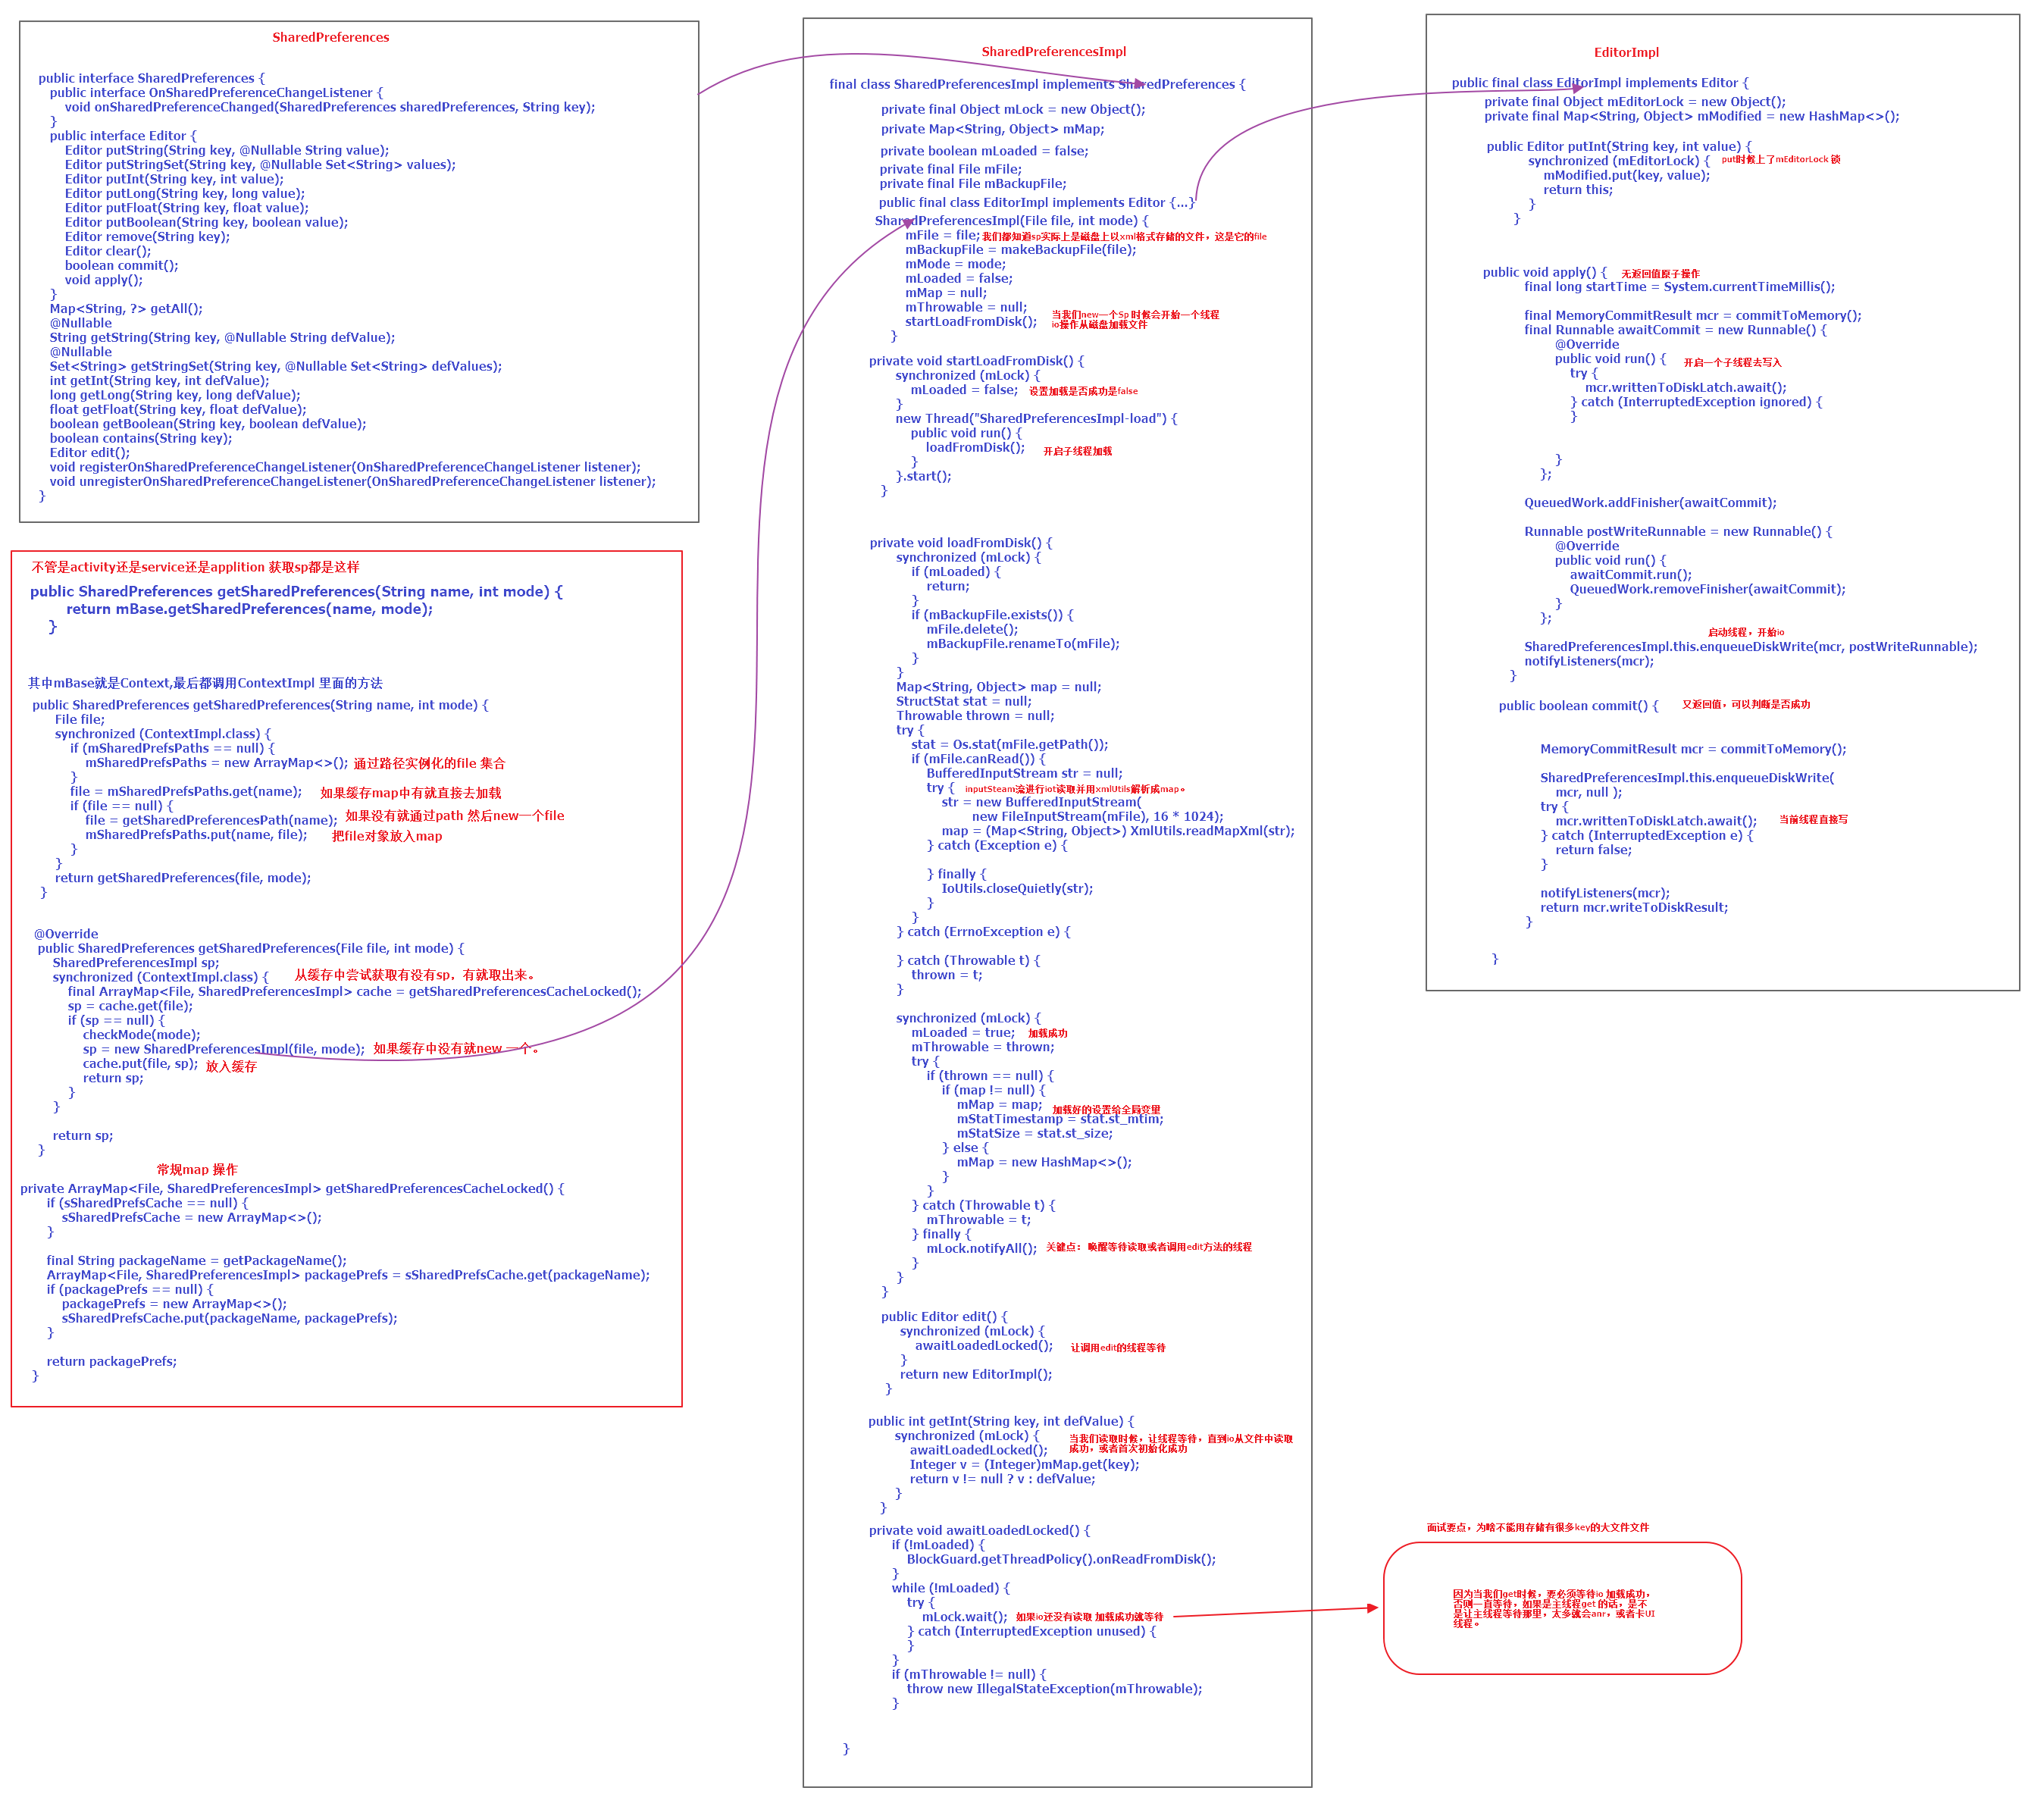 SharedPreferences
public interface SharedPreferences {
public interface OnSharedPreferenceChangeListener {
void onSharedPreferenceChanged(SharedPreferences sharedPreferences, String key);
}
public interface Editor {
Editor putString(String key, @Nullable String value);
Editor putStringSet(String key, @Nullable Set<String> values);
Editor putInt(String key, int value);
Editor putLong(String key, long value);
Editor putFloat(String key, float value);
Editor putBoolean(String key, boolean value);
Editor remove(String key);
Editor clear();
boolean commit();
void apply();
}
Map<String, ?> getAll();
@Nullable
String getString(String key, @Nullable String defValue);
@Nullable
Set<String> getStringSet(String key, @Nullable Set<String> defValues);
int getInt(String key, int defValue);
long getLong(String key, long defValue);
float getFloat(String key, float defValue);
boolean getBoolean(String key, boolean defValue);
boolean contains(String key);
Editor edit();
void registerOnSharedPreferenceChangeListener(OnSharedPreferenceChangeListener listener);
void unregisterOnSharedPreferenceChangeListener(OnSharedPreferenceChangeListener listener);
}
不管是activity还是service还是applition 获取sp都是这样
public SharedPreferences getSharedPreferences(String name, int mode) {
return mBase.getSharedPreferences(name, mode);
}
其中mBase就是Context,最后都调用ContextImpl 里面的方法
public SharedPreferences getSharedPreferences(String name, int mode) {
File file;
synchronized (ContextImpl.class) {
if (mSharedPrefsPaths == null) {
mSharedPrefsPaths = new ArrayMap<>(); 通过路径实例化的file 集合
}
file = mSharedPrefsPaths.get(name); 如果缓存map中有就直接去加载
if (file == null) {
file = getSharedPreferencesPath(name); 如果没有就通过path 然后new一个file
mSharedPrefsPaths.put(name, file); 把file对象放入map
}
}
return getSharedPreferences(file, mode);
}
@Override
public SharedPreferences getSharedPreferences(File file, int mode) {
SharedPreferencesImpl sp;
synchronized (ContextImpl.class) { 从缓存中尝试获取有没有sp，有就取出来。
final ArrayMap<File, SharedPreferencesImpl> cache = getSharedPreferencesCacheLocked();
sp = cache.get(file);
if (sp == null) {
checkMode(mode);
sp = new SharedPreferencesImpl(file, mode); 如果缓存中没有就new 一个。
cache.put(file, sp); 放入缓存
return sp;
}
}
return sp;
}
常规map 操作
private ArrayMap<File, SharedPreferencesImpl> getSharedPreferencesCacheLocked() {
if (sSharedPrefsCache == null) {
sSharedPrefsCache = new ArrayMap<>();
}
final String packageName = getPackageName();
ArrayMap<File, SharedPreferencesImpl> packagePrefs = sSharedPrefsCache.get(packageName);
if (packagePrefs == null) {
packagePrefs = new ArrayMap<>();
sSharedPrefsCache.put(packageName, packagePrefs);
}
return packagePrefs;
}
SharedPreferencesImpl
final class SharedPreferencesImpl implements SharedPreferences {
private final Object mLock = new Object();
private Map<String, Object> mMap;
private boolean mLoaded = false;
private final File mFile;
private final File mBackupFile;
public final class EditorImpl implements Editor {...}
SharedPreferencesImpl(File file, int mode) {
mFile = file; 我们都知道sp实际上是磁盘上以xml格式存储的文件，这是它的file
mBackupFile = makeBackupFile(file);
mMode = mode;
mLoaded = false;
mMap = null;
mThrowable = null;
startLoadFromDisk(); 当我们new一个Sp 时候会开始一个线程
io操作从磁盘加载文件
}
private void startLoadFromDisk() {
synchronized (mLock) {
mLoaded = false; 设置加载是否成功是false
}
new Thread("SharedPreferencesImpl-load") {
public void run() {
loadFromDisk(); 开启子线程加载
}
}.start();
}
private void loadFromDisk() {
synchronized (mLock) {
if (mLoaded) {
return;
}
if (mBackupFile.exists()) {
mFile.delete();
mBackupFile.renameTo(mFile);
}
}
Map<String, Object> map = null;
StructStat stat = null;
Throwable thrown = null;
try {
stat = Os.stat(mFile.getPath());
if (mFile.canRead()) {
BufferedInputStream str = null;
try { inputSteam流进行iot读取并用xmlUtils解析成map。
str = new BufferedInputStream(
new FileInputStream(mFile), 16 * 1024);
map = (Map<String, Object>) XmlUtils.readMapXml(str);
} catch (Exception e) {
} finally {
IoUtils.closeQuietly(str);
}
}
} catch (ErrnoException e) {
} catch (Throwable t) {
thrown = t;
}
synchronized (mLock) {
mLoaded = true; 加载成功
mThrowable = thrown;
try {
if (thrown == null) {
if (map != null) {
mMap = map; 加载好的设置给全局变量
mStatTimestamp = stat.st_mtim;
mStatSize = stat.st_size;
} else {
mMap = new HashMap<>();
}
}
} catch (Throwable t) {
mThrowable = t;
} finally {
mLock.notifyAll(); 关键点： 唤醒等待读取或者调用edit方法的线程
}
}
}
public Editor edit() {
synchronized (mLock) {
awaitLoadedLocked(); 让调用edit的线程等待
}
return new EditorImpl();
}
public int getInt(String key, int defValue) {
synchronized (mLock) { 当我们读取时候，让线程等待，直到io从文件中读取
awaitLoadedLocked(); 成功，或者首次初始化成功
Integer v = (Integer)mMap.get(key);
return v != null ? v : defValue;
}
}
private void awaitLoadedLocked() {
if (!mLoaded) {
BlockGuard.getThreadPolicy().onReadFromDisk();
}
while (!mLoaded) {
try {
mLock.wait(); 如果io还没有读取 加载成功就等待
} catch (InterruptedException unused) {
}
}
if (mThrowable != null) {
throw new IllegalStateException(mThrowable);
}
}
EditorImpl
public final class EditorImpl implements Editor {
private final Object mEditorLock = new Object();
private final Map<String, Object> mModified = new HashMap<>();
public Editor putInt(String key, int value) {
synchronized (mEditorLock) { put时候上了mEditorLock 锁
mModified.put(key, value);
return this;
}
}
public void apply() { 无返回值原子操作
final long startTime = System.currentTimeMillis();
final MemoryCommitResult mcr = commitToMemory();
final Runnable awaitCommit = new Runnable() {
@Override
public void run() { 开启一个子线程去写入
try {
mcr.writtenToDiskLatch.await();
} catch (InterruptedException ignored) {
}
}
};
QueuedWork.addFinisher(awaitCommit);
Runnable postWriteRunnable = new Runnable() {
@Override
public void run() {
awaitCommit.run();
QueuedWork.removeFinisher(awaitCommit);
}
};
启动线程，开始io
SharedPreferencesImpl.this.enqueueDiskWrite(mcr, postWriteRunnable);
notifyListeners(mcr);
}
public boolean commit() { 又返回值，可以判断是否成功
MemoryCommitResult mcr = commitToMemory();
SharedPreferencesImpl.this.enqueueDiskWrite(
mcr, null );
try {
mcr.writtenToDiskLatch.await(); 当前线程直接写
} catch (InterruptedException e) {
return false;
}
notifyListeners(mcr);
return mcr.writeToDiskResult;
}
}
面试要点，为啥不能用存储有很多key的大文件文件
因为当我们get时候，要必须等待io 加载成功，
否则一直等待，如果是主线程get 的话，是不
是让主线程等待那里，太多就会anr，或者卡UI
线程。